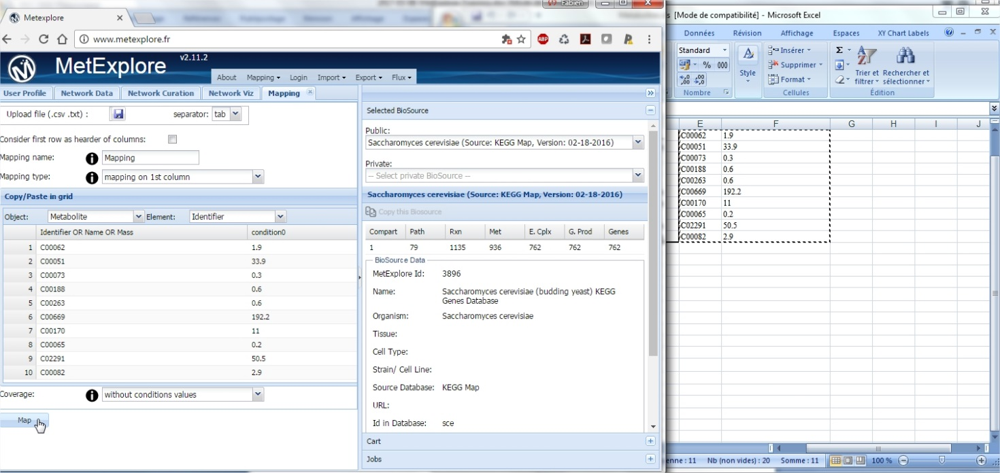 Fabien
Metexplore
www.metexplore.fr
ABP
MetExplore
v2.11.2
About Mapping Login Import Export Flux
User Profile Network Data Network Curation Network Viz Mapping
Upload file (.csv .txt) : separator: tab
Consider first row as hearder of columns:
Mapping name: Mapping
Mapping type: mapping on 1st column
Copy/Paste in grid
Object: Metabolite Element: Identifier
Identifier OR Name OR Mass condition0
1 C00062 1.9
2 C00051 33.9
3 C00073 0.3
4 C00188 0.6
5 C00263 0.6
6 C00669 192.2
7 C00170 11
8 C00065 0.2
9 C02291 50.5
10 C00082 2.9
Coverage: without conditions values
Map
Selected BioSource
Public:
Saccharomyces cerevisiae (Source: KEGG Map, Version: 02-18-2016)
Private:
-- Select private BioSource --
Saccharomyces cerevisiae (Source: KEGG Map, Version: 02-18-2016)
Copy this Biosource
Compart Path Rxn Met E. Cplx G. Prod Genes
1 79 1135 936 762 762 762
BioSource Data
MetExplore Id: 3896
Name: Saccharomyces cerevisiae (budding yeast) KEGG
Genes Database
Organism: Saccharomyces cerevisiae
Tissue:
Cell Type:
Strain/ Cell Line:
Source Database: KEGG Map
URL:
Id in Database: sce
Cart
Jobs
[Mode de compatibilité] - Microsoft Excel
Données Révision Affichage Espaces XY Chart Labels
Standard
% 000
Nombre
Style
Insérer
Supprimer
Format
Cellules
Σ
Trier et
filtrer
Rechercher et
sélectionner
Édition
E F G H I J
C00062 1.9
C00051 33.9
C00073 0.3
C00188 0.6
C00263 0.6
C00669 192.2
C00170 11
C00065 0.2
C02291 50.5
C00082 2.9
enne : 11 Nb (non vides) : 20 Somme : 11 100 %